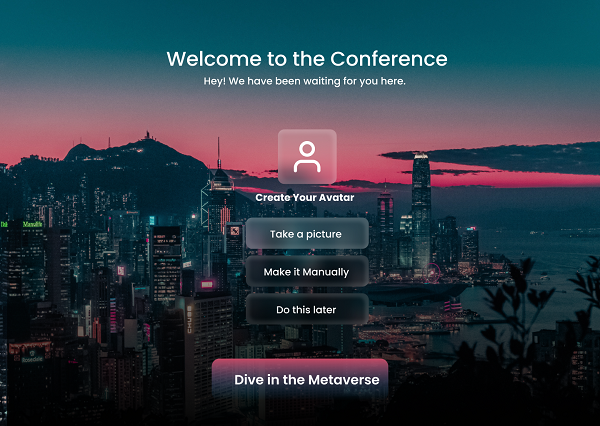 Welcome to the Conference
Hey! We have been waiting for you here.
Create Your Avatar
Take a picture
Make it Manually
Do this later
Dive in the Metaverse